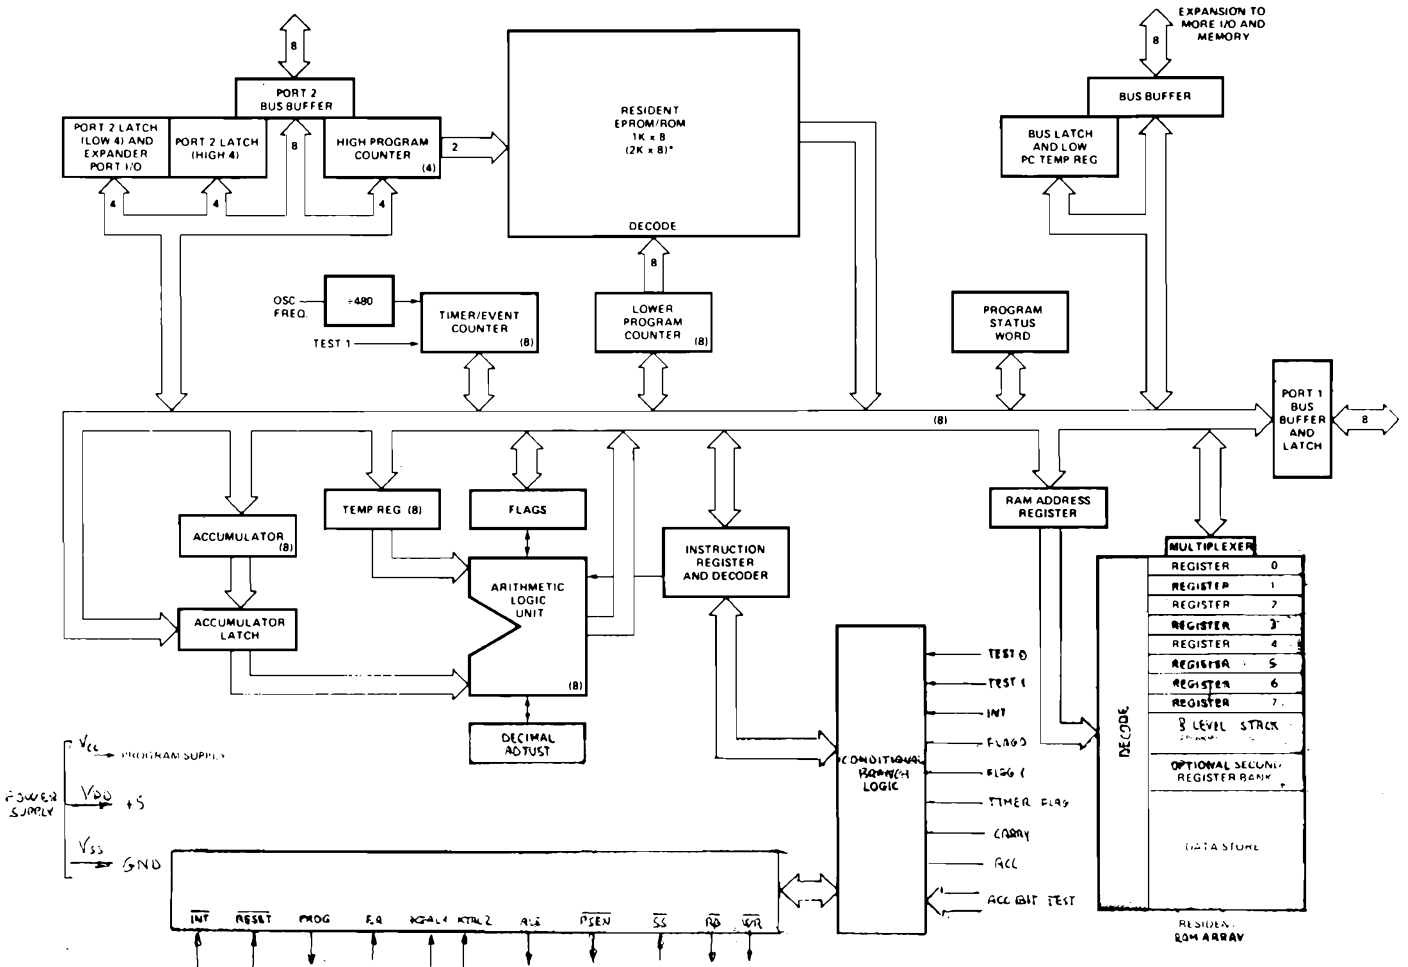 EXPANSION TO
MORE I/O AND
MEMORY
8
8
PORT 2
BUS BUFFER
BUS BUFFER
PORT 2 LATCH
(LOW 4) AND
EXPANDER
PORT I/O
PORT 2 LATCH
(HIGH 4)
8
HIGH PROGRAM
COUNTER
(4)
2
RESIDENT
EPROM/ROM
1K x 8
(2K x 8)*
DECODE
BUS LATCH
AND LOW
PC TEMP REG
4
4
4
8
OSC
FREQ.
÷480
TEST 1
TIMER/EVENT
COUNTER
(8)
LOWER
PROGRAM
COUNTER
(8)
PROGRAM
STATUS
WORD
(8)
PORT 1
BUS
BUFFER
AND
LATCH
8
ACCUMULATOR
(8)
TEMP REG (8)
FLAGS
INSTRUCTION
REGISTER
AND DECODER
RAM ADDRESS
REGISTER
MULTIPLEXER
ACCUMULATOR
LATCH
ARITHMETIC
LOGIC
UNIT
(8)
DECIMAL
ADJUST
DECODE
REGISTER 0
REGISTER 1
REGISTER 2
REGISTER 3
REGISTER 4
REGISTER 5
REGISTER 6
REGISTER 7
8 LEVEL STACK
OPTIONAL SECOND
REGISTER BANK
DATA STORE
RESIDENT
CONDITIONAL
BRANCH
LOGIC
TEST 0
TEST 1
INT
FLAG 0
FLAG 1
TIMER FLAG
CARRY
ACC
ACC BIT TEST
POWER
SUPPLY
VCC PROGRAM SUPPLY
VDD +5
VSS GND
INT RESET PROG EA XTAL1 XTAL2 ALE PSEN SS RD WR